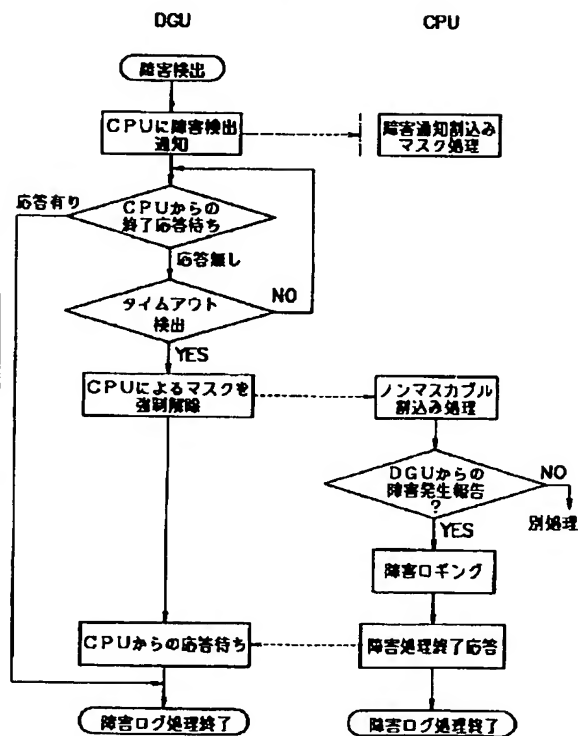 DGU
CPU
障害検出
CPUに障害検出
通知
障害通知割込み
マスク処理
応答有り
CPUからの
終了応答待ち
応答無し
タイムアウト
検出
NO
YES
CPUによるマスクを
強制解除
ノンマスカブル
割込み処理
DGUからの
障害発生報告
?
NO
別処理
YES
障害ロギング
CPUからの応答待ち
障害処理終了応答
障害ログ処理終了
障害ログ処理終了